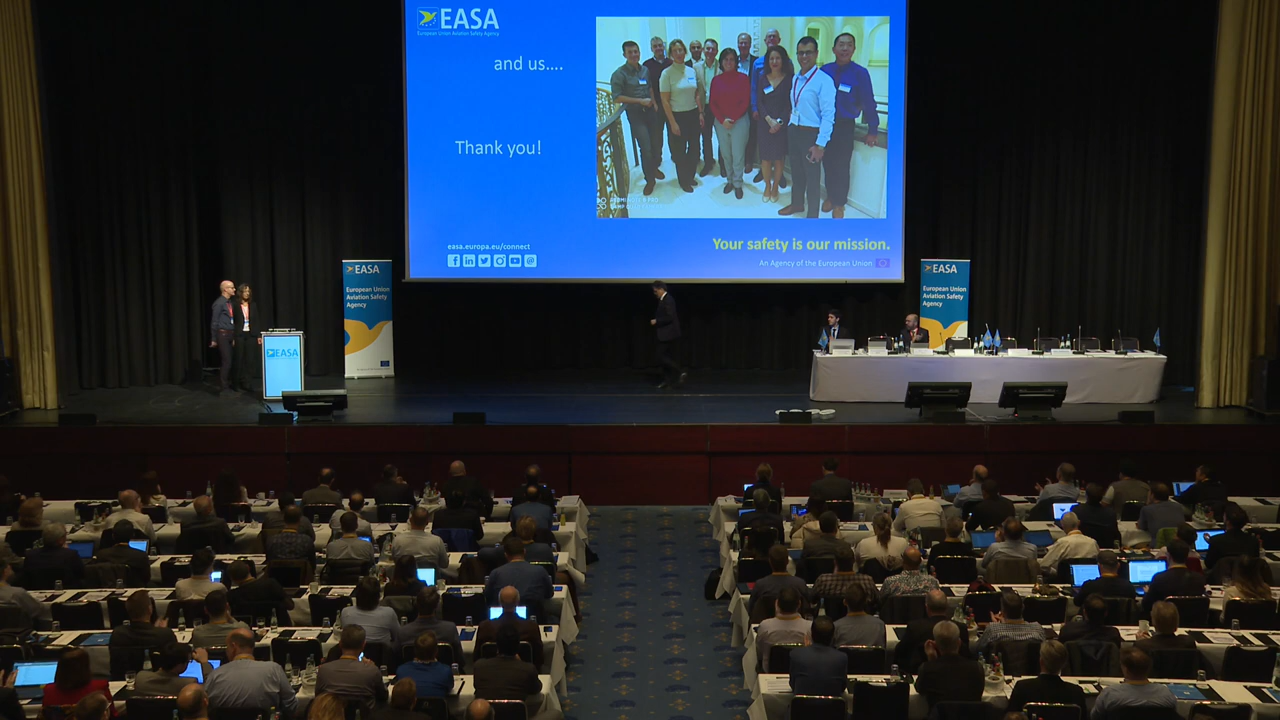 EASA
European Union Aviation Safety Agency
and us....
Thank you!
easa.europa.eu/connect
Your safety is our mission.
An Agency of the European Union
EASA
European Union
Aviation Safety
Agency
EASA
European Union
Aviation Safety
Agency
EASA